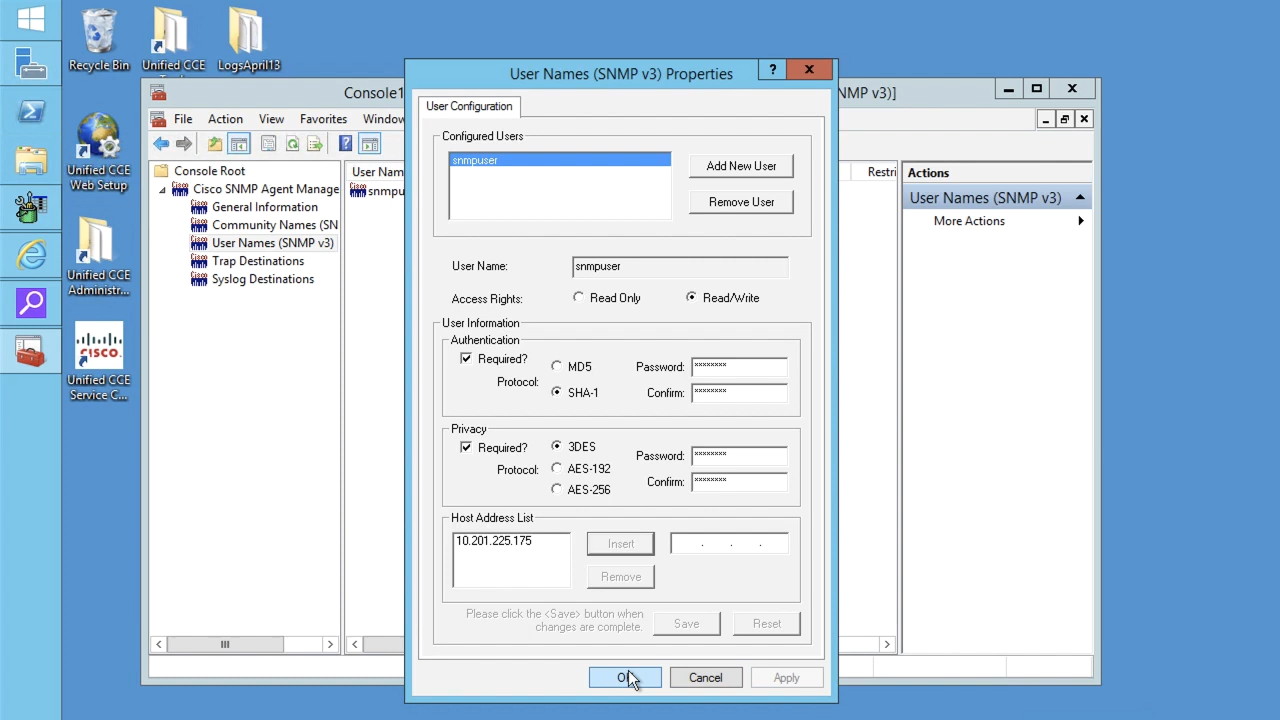 Recycle Bin
Unified CCE
LogsApril13
Unified CCE
Web Setup
Unified CCE
Administr...
CISCO.
Unified CCE
Service C...
Console1
NMP v3)]
File Action View Favorites Window
Console Root
Cisco SNMP Agent Manage
General Information
Community Names (SN
User Names (SNMP v3)
Trap Destinations
Syslog Destinations
User Nam
snmpu
Restri
Actions
User Names (SNMP v3)
More Actions
User Names (SNMP v3) Properties
?
User Configuration
Configured Users
snmpuser
Add New User
Remove User
User Name: snmpuser
Access Rights: Read Only Read/Write
User Information
Authentication
Required?
Protocol:
MD5
SHA-1
Password: ********
Confirm: ********
Privacy
Required?
Protocol:
3DES
AES-192
AES-256
Password: ********
Confirm: ********
Host Address List
10.201.225.175
Insert
. . .
Remove
Please click the <Save> button when
changes are complete.
Save Reset
Cancel Apply